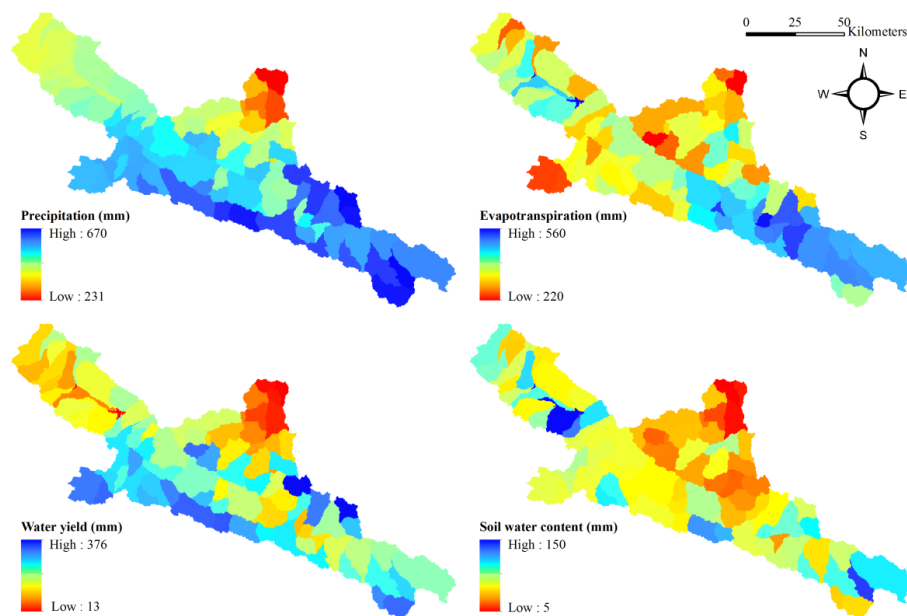 0 25 50
Kilometers
N
W E
S
Precipitation (mm)
High : 670
Low : 231
Evapotranspiration (mm)
High : 560
Low : 220
Water yield (mm)
High : 376
Low : 13
Soil water content (mm)
High : 150
Low : 5